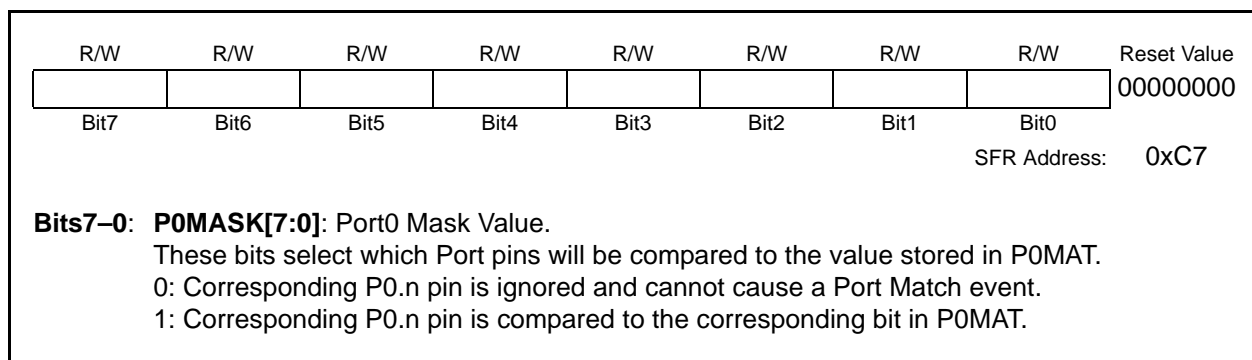 R/W R/W R/W R/W R/W R/W R/W R/W Reset Value
00000000
Bit7 Bit6 Bit5 Bit4 Bit3 Bit2 Bit1 Bit0
SFR Address: 0xC7
Bits7–0: P0MASK[7:0]: Port0 Mask Value.
These bits select which Port pins will be compared to the value stored in P0MAT.
0: Corresponding P0.n pin is ignored and cannot cause a Port Match event.
1: Corresponding P0.n pin is compared to the corresponding bit in P0MAT.